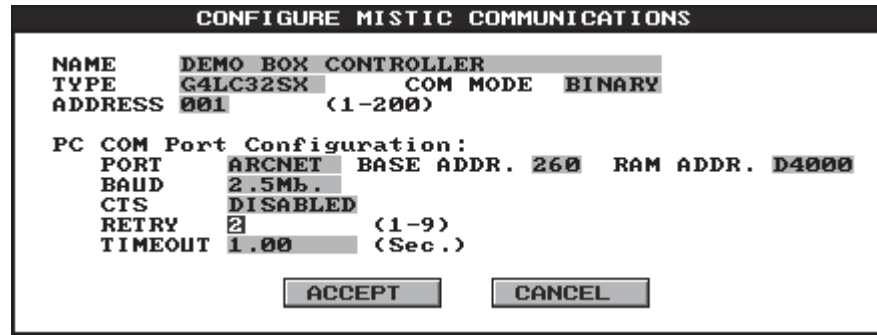 CONFIGURE MISTIC COMMUNICATIONS
NAME DEMO BOX CONTROLLER
TYPE G4LC32SX COM MODE BINARY
ADDRESS 001 (1-200)
PC COM Port Configuration:
PORT ARCNET BASE ADDR. 260 RAM ADDR. D4000
BAUD 2.5Mb.
CTS DISABLED
RETRY 2 (1-9)
TIMEOUT 1.00 (Sec.)
ACCEPT CANCEL